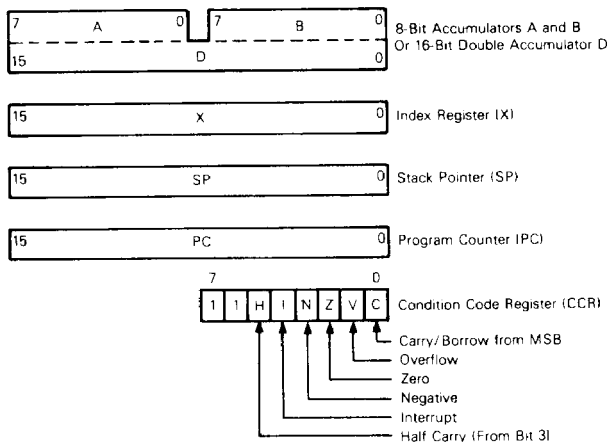 7 A 0 7 B 0
8-Bit Accumulators A and B
15 D 0
Or 16-Bit Double Accumulator D
15 X 0 Index Register (X)
15 SP 0 Stack Pointer (SP)
15 PC 0 Program Counter (PC)
7 0
1 1 H I N Z V C Condition Code Register (CCR)
Carry/Borrow from MSB
Overflow
Zero
Negative
Interrupt
Half Carry (From Bit 3)